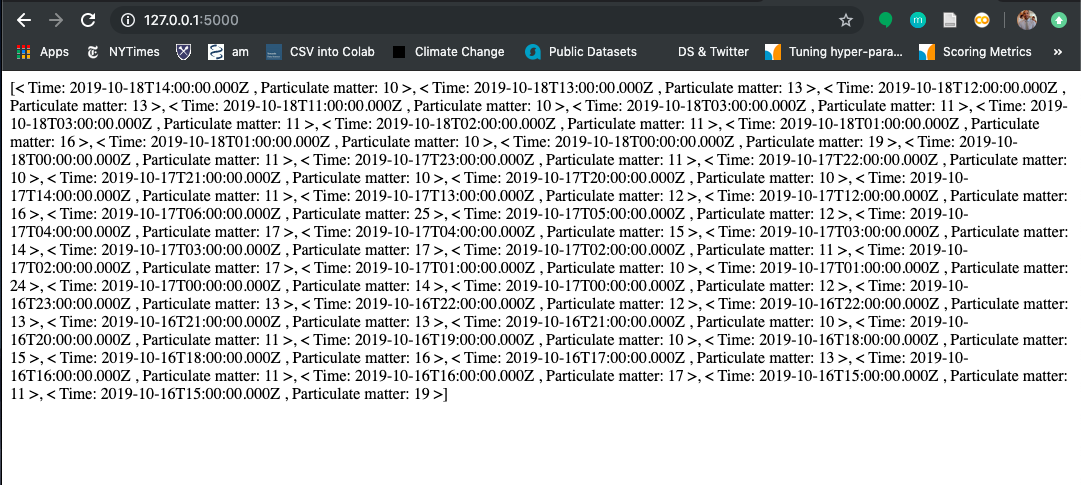 127.0.0.1:5000
Apps NYTimes am CSV into Colab Climate Change Public Datasets DS & Twitter Tuning hyper-para... Scoring Metrics »
[< Time: 2019-10-18T14:00:00.000Z , Particulate matter: 10 >, < Time: 2019-10-18T13:00:00.000Z , Particulate matter: 13 >, < Time: 2019-10-18T12:00:00.000Z ,
Particulate matter: 13 >, < Time: 2019-10-18T11:00:00.000Z , Particulate matter: 10 >, < Time: 2019-10-18T03:00:00.000Z , Particulate matter: 11 >, < Time: 2019-
10-18T03:00:00.000Z , Particulate matter: 11 >, < Time: 2019-10-18T02:00:00.000Z , Particulate matter: 11 >, < Time: 2019-10-18T01:00:00.000Z , Particulate
matter: 16 >, < Time: 2019-10-18T01:00:00.000Z , Particulate matter: 10 >, < Time: 2019-10-18T00:00:00.000Z , Particulate matter: 19 >, < Time: 2019-10-
18T00:00:00.000Z , Particulate matter: 11 >, < Time: 2019-10-17T23:00:00.000Z , Particulate matter: 11 >, < Time: 2019-10-17T22:00:00.000Z , Particulate matter:
10 >, < Time: 2019-10-17T21:00:00.000Z , Particulate matter: 10 >, < Time: 2019-10-17T20:00:00.000Z , Particulate matter: 10 >, < Time: 2019-10-
17T14:00:00.000Z , Particulate matter: 11 >, < Time: 2019-10-17T13:00:00.000Z , Particulate matter: 12 >, < Time: 2019-10-17T12:00:00.000Z , Particulate matter:
16 >, < Time: 2019-10-17T06:00:00.000Z , Particulate matter: 25 >, < Time: 2019-10-17T05:00:00.000Z , Particulate matter: 12 >, < Time: 2019-10-
17T04:00:00.000Z , Particulate matter: 17 >, < Time: 2019-10-17T04:00:00.000Z , Particulate matter: 15 >, < Time: 2019-10-17T03:00:00.000Z , Particulate matter:
14 >, < Time: 2019-10-17T03:00:00.000Z , Particulate matter: 17 >, < Time: 2019-10-17T02:00:00.000Z , Particulate matter: 11 >, < Time: 2019-10-
17T02:00:00.000Z , Particulate matter: 17 >, < Time: 2019-10-17T01:00:00.000Z , Particulate matter: 10 >, < Time: 2019-10-17T01:00:00.000Z , Particulate matter:
24 >, < Time: 2019-10-17T00:00:00.000Z , Particulate matter: 14 >, < Time: 2019-10-17T00:00:00.000Z , Particulate matter: 12 >, < Time: 2019-10-
16T23:00:00.000Z , Particulate matter: 13 >, < Time: 2019-10-16T22:00:00.000Z , Particulate matter: 12 >, < Time: 2019-10-16T22:00:00.000Z , Particulate matter:
13 >, < Time: 2019-10-16T21:00:00.000Z , Particulate matter: 13 >, < Time: 2019-10-16T21:00:00.000Z , Particulate matter: 10 >, < Time: 2019-10-
16T20:00:00.000Z , Particulate matter: 11 >, < Time: 2019-10-16T19:00:00.000Z , Particulate matter: 10 >, < Time: 2019-10-16T18:00:00.000Z , Particulate matter:
15 >, < Time: 2019-10-16T18:00:00.000Z , Particulate matter: 16 >, < Time: 2019-10-16T17:00:00.000Z , Particulate matter: 13 >, < Time: 2019-10-
16T16:00:00.000Z , Particulate matter: 11 >, < Time: 2019-10-16T16:00:00.000Z , Particulate matter: 17 >, < Time: 2019-10-16T15:00:00.000Z , Particulate matter:
11 >, < Time: 2019-10-16T15:00:00.000Z , Particulate matter: 19 >]